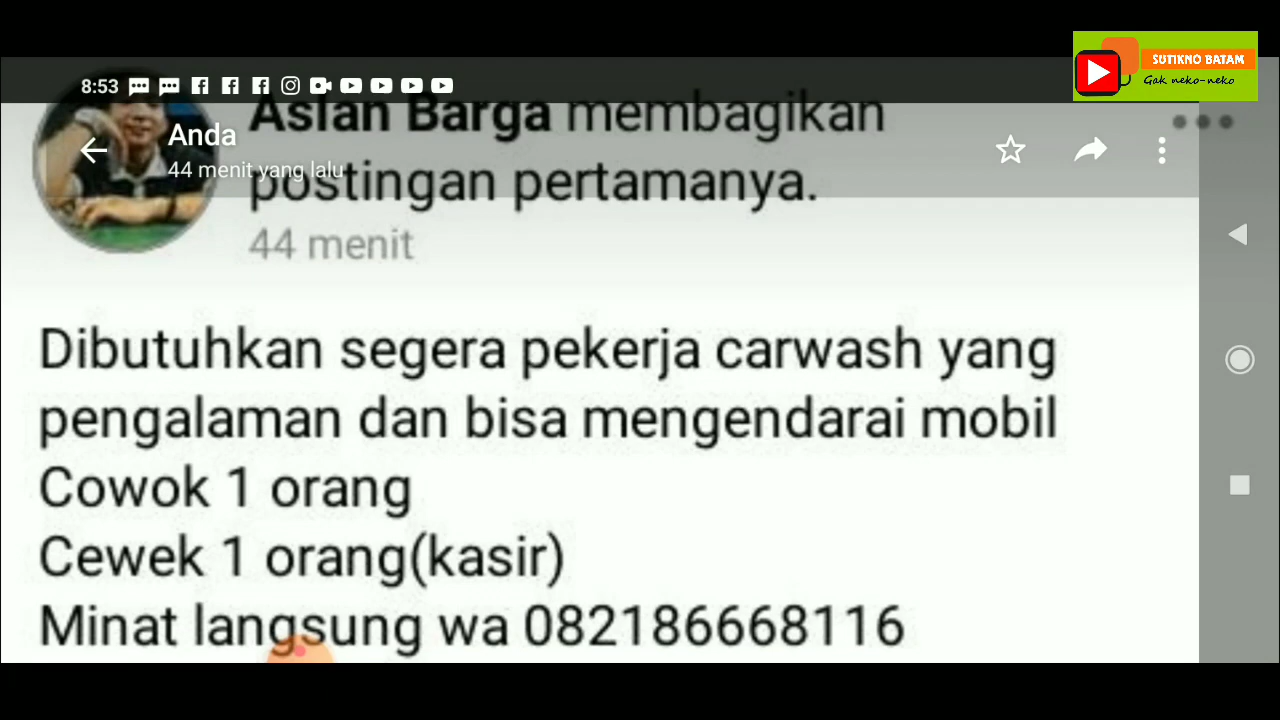 SUTIKNO BATAM
Gak neko-neko
8:53
Aslan Barga membagikan
Anda
44 menit yang lalu
postingan pertamanya.
44 menit
Dibutuhkan segera pekerja carwash yang
pengalaman dan bisa mengendarai mobil
Cowok 1 orang
Cewek 1 orang(kasir)
Minat langsung wa 082186668116